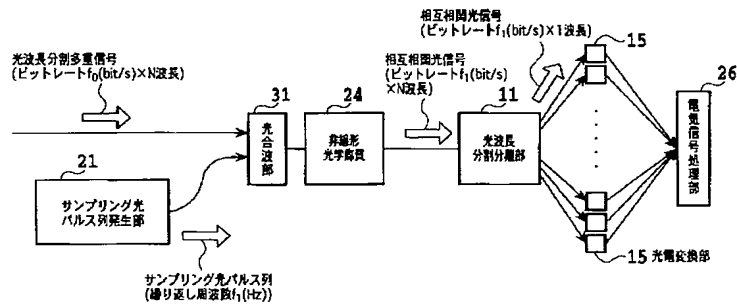 光波長分割多重信号
(ビットレートf₀(bit/s)×N波長)
相互相関光信号
(ビットレートf₁(bit/s)
×N波長)
相互相関光信号
(ビットレートf₁(bit/s)×1波長)
15
26
31
24
11
光合波部
非線形
光学媒質
光波長
分割分離部
電気信号処理部
21
サンプリング光
パルス列発生部
サンプリング光パルス列
(繰り返し周波数f₁(Hz))
15 光電変換部